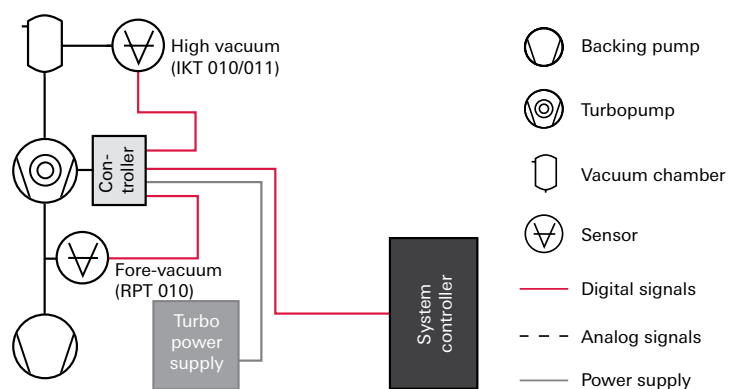 High vacuum
(IKT 010/011)
Con-
troller
Fore-vacuum
(RPT 010)
Turbo
power
supply
System
controller
Backing pump
Turbopump
Vacuum chamber
Sensor
Digital signals
Analog signals
Power supply